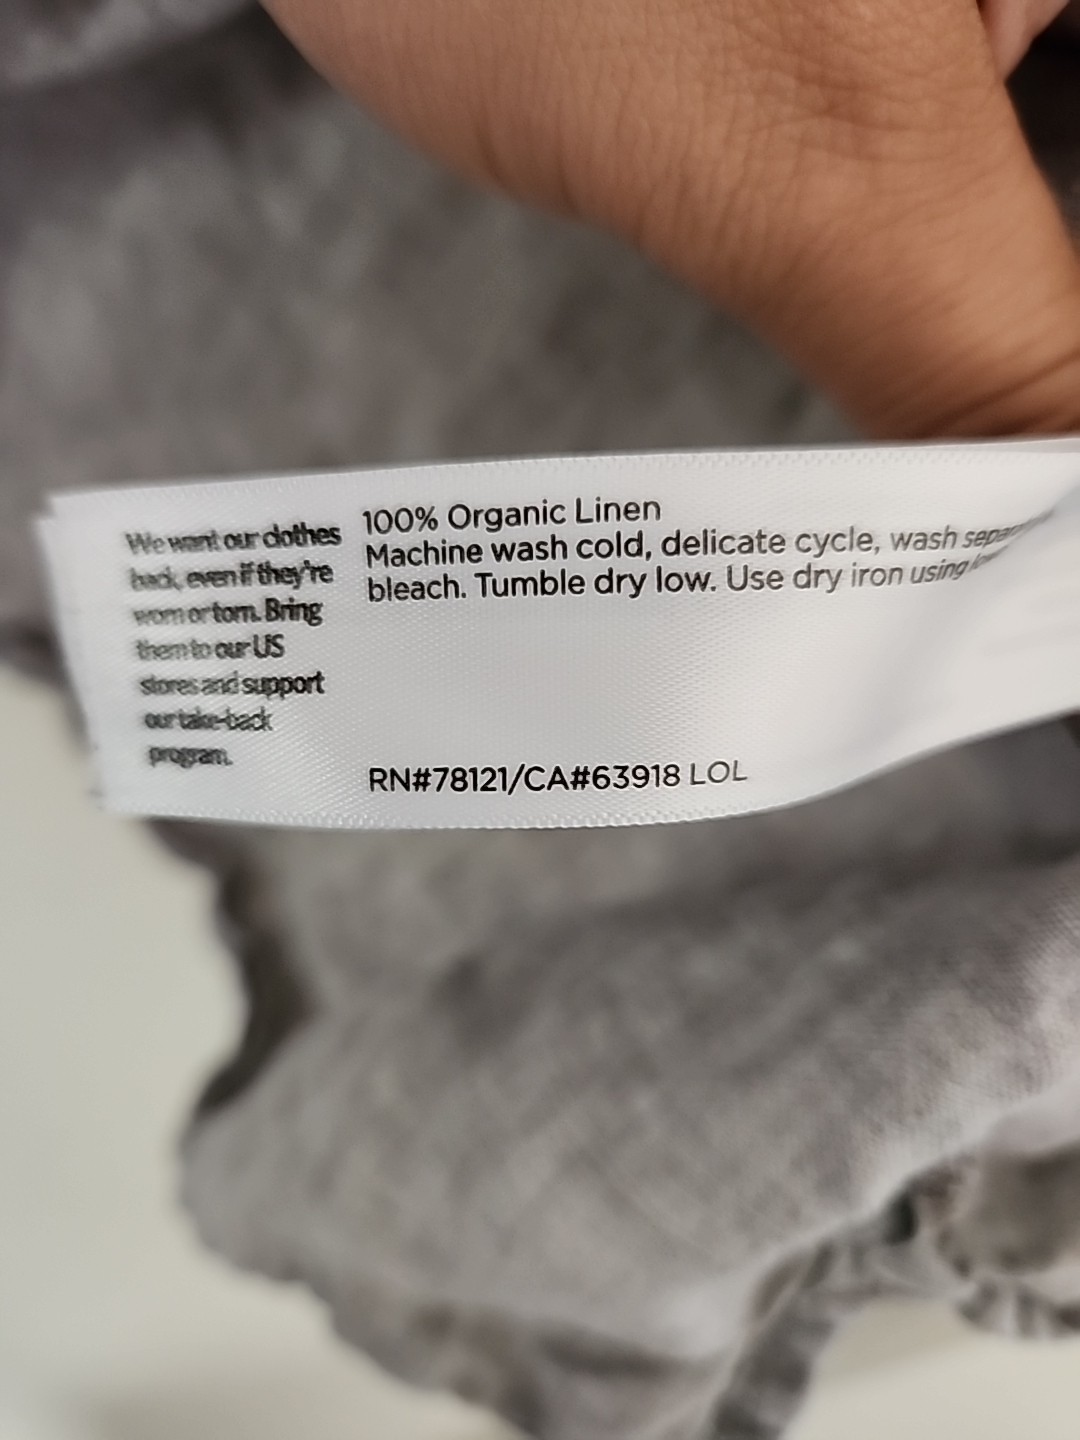 We want our clothes
back, even if they're
worn or torn. Bring
them to our US
stores and support
our take-back
program.
100% Organic Linen
Machine wash cold, delicate cycle, wash
bleach. Tumble dry low. Use dry iron using
RN#78121/CA#63918 LOL